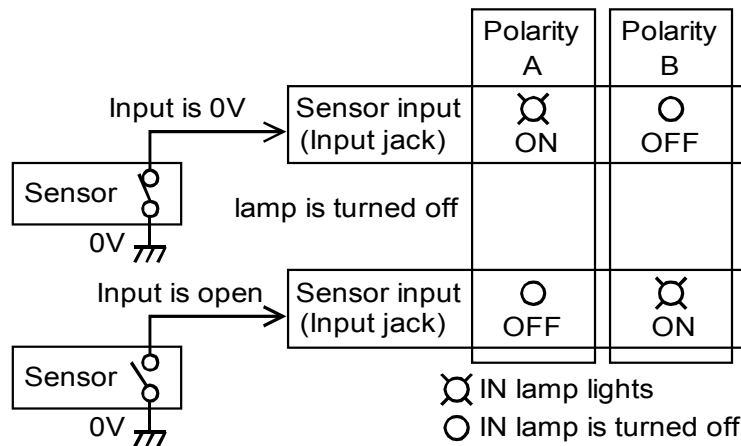 Polarity
A
Polarity
B
Input is 0V
Sensor input
(Input jack)
ON
OFF
Sensor
0V
lamp is turned off
Input is open
Sensor input
(Input jack)
OFF
ON
Sensor
0V
IN lamp lights
IN lamp is turned off